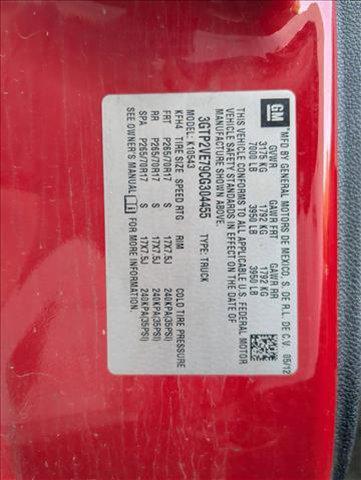 GM
MFD BY GENERAL MOTORS DE MEXICO, S. DE R.L. DE C.V. 05/12
GVWR GAWR FRT GAWR RR
3175 KG 1792 KG 1792 KG
7000 LB 3950 LB 3950 LB
THIS VEHICLE CONFORMS TO ALL APPLICABLE U.S. FEDERAL MOTOR
VEHICLE SAFETY STANDARDS IN EFFECT ON THE DATE OF
MANUFACTURE SHOWN ABOVE.
3GTP2VE79CG304455 TYPE: TRUCK
MODEL: K10543
KFH4 TIRE SIZE SPEED RTG RIM COLD TIRE PRESSURE
FRT P265/70R17 S 17X7.5J 240KPA(35PSI)
RR P265/70R17 S 17X7.5J 240KPA(35PSI)
SPA P265/70R17 S 17X7.5J 240KPA(35PSI)
SEE OWNER'S MANUAL FOR MORE INFORMATION.